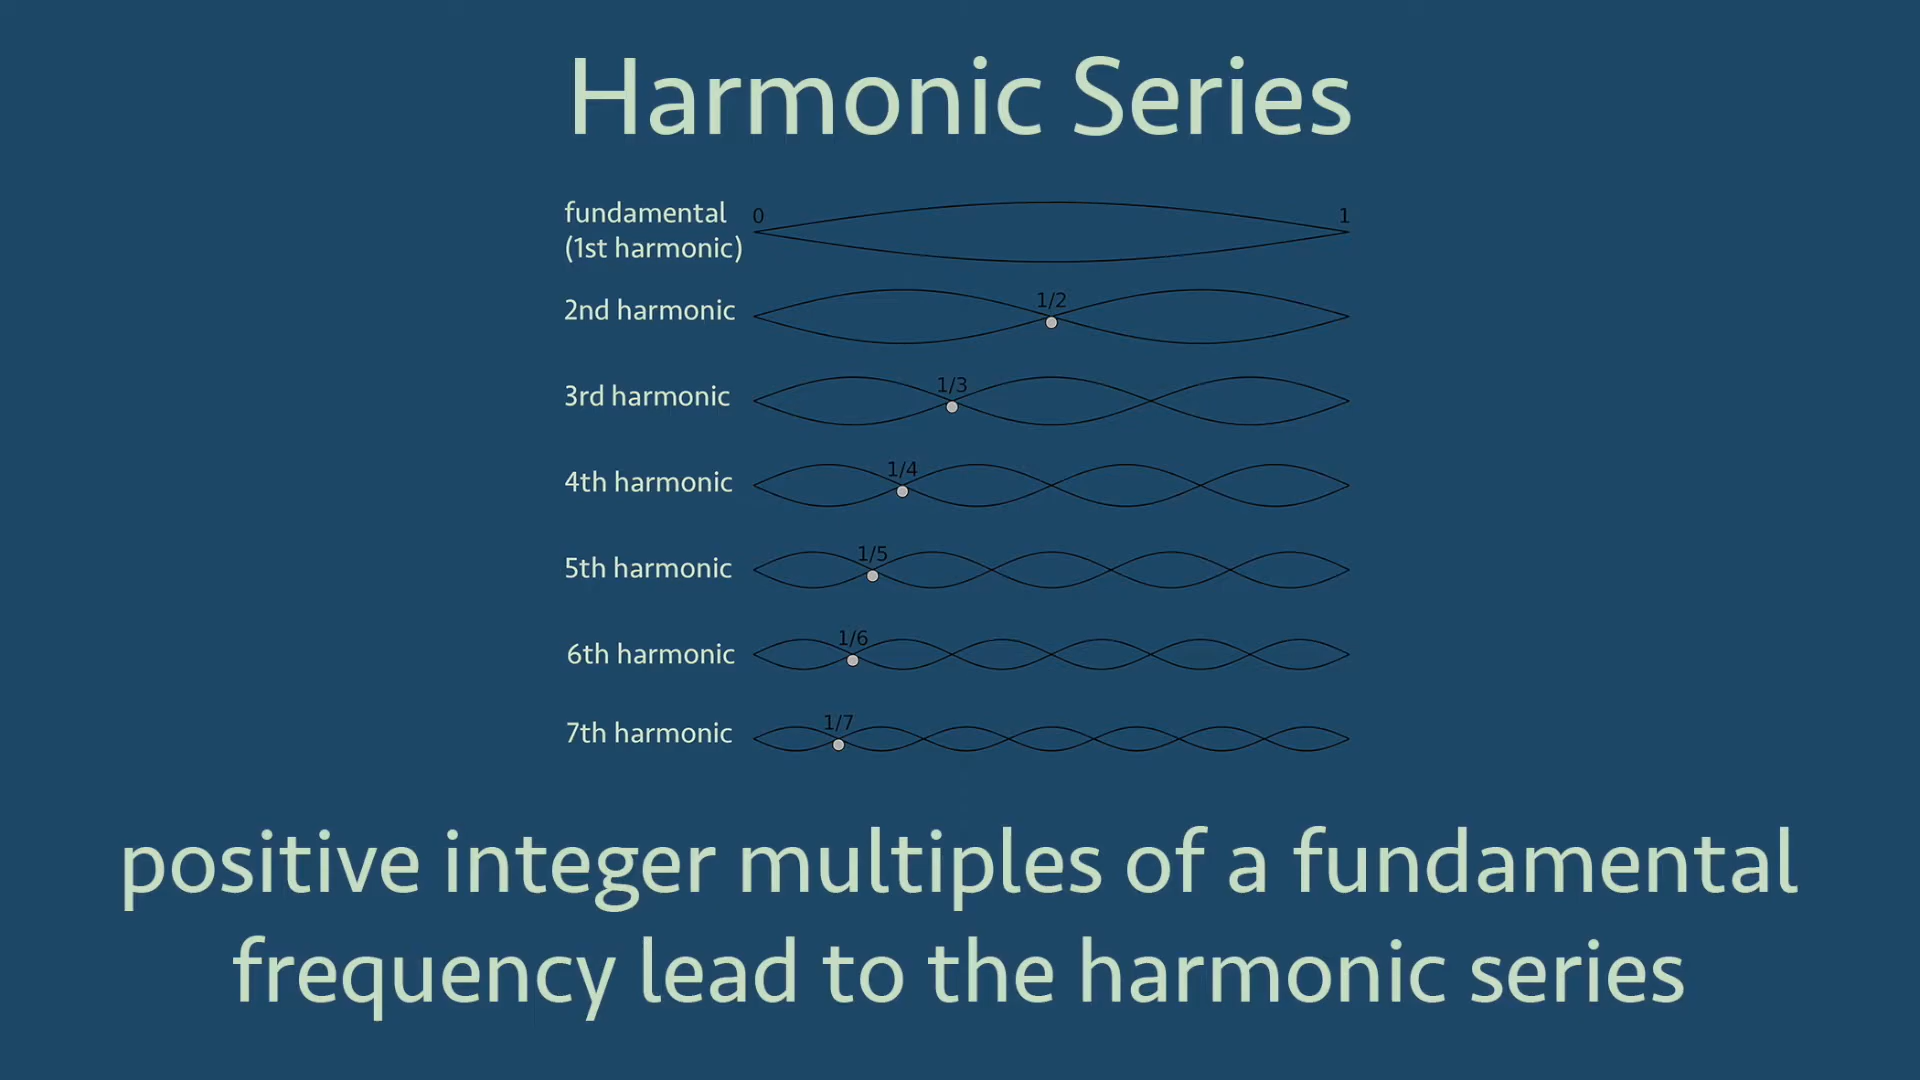 Harmonic Series
fundamental
(1st harmonic)
0
1
2nd harmonic
1/2
3rd harmonic
1/3
4th harmonic
1/4
5th harmonic
1/5
6th harmonic
1/6
7th harmonic
1/7
positive integer multiples of a fundamental
frequency lead to the harmonic series